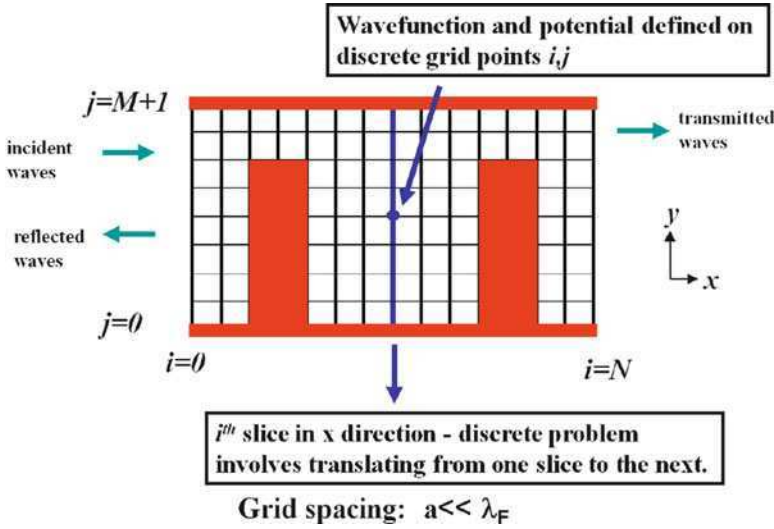 Wavefunction and potential defined on
discrete grid points i,j
j=M+1
transmitted
waves
incident
waves
reflected
waves
y
x
j=0
i=0
i=N
iᵗʰ slice in x direction - discrete problem
involves translating from one slice to the next.
Grid spacing: a<< λF